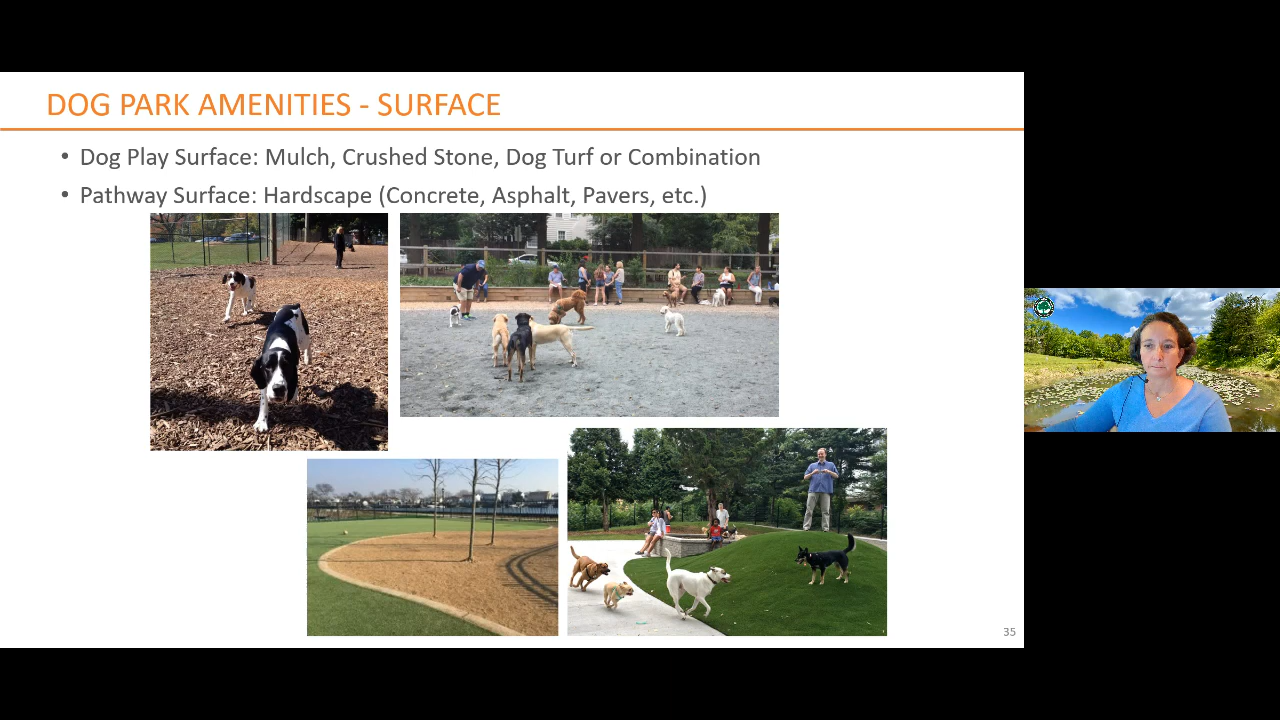 DOG PARK AMENITIES - SURFACE
• Dog Play Surface: Mulch, Crushed Stone, Dog Turf or Combination
• Pathway Surface: Hardscape (Concrete, Asphalt, Pavers, etc.)
35